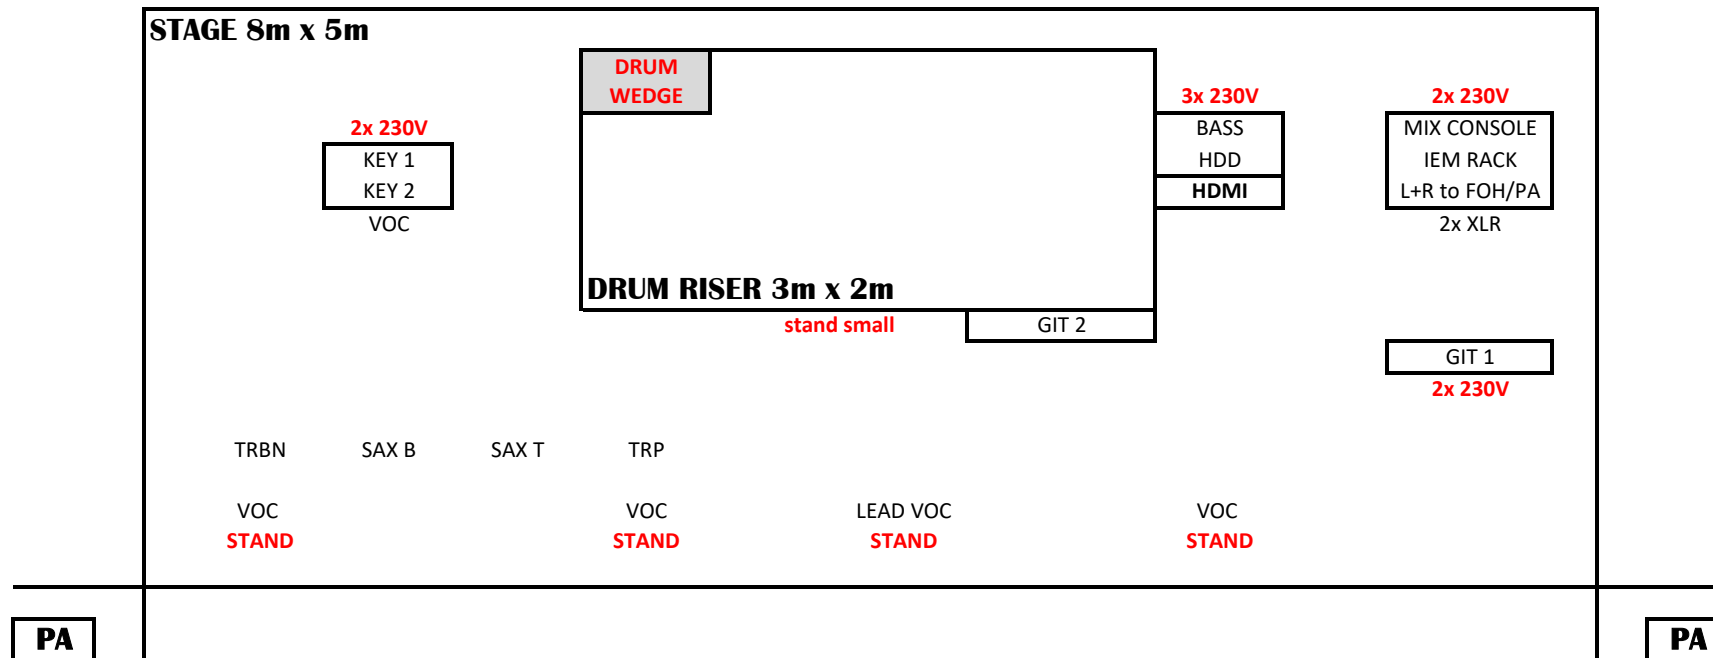 STAGE 8m x 5m
DRUM
WEDGE
3x 230V
2x 230V
2x 230V
BASS
MIX CONSOLE
KEY 1
HDD
IEM RACK
KEY 2
HDMI
L+R to FOH/PA
VOC
2x XLR
DRUM RISER 3m x 2m
stand small
GIT 2
GIT 1
2x 230V
TRBN
SAX B
SAX T
TRP
VOC
VOC
LEAD VOC
VOC
STAND
STAND
STAND
STAND
PA
PA